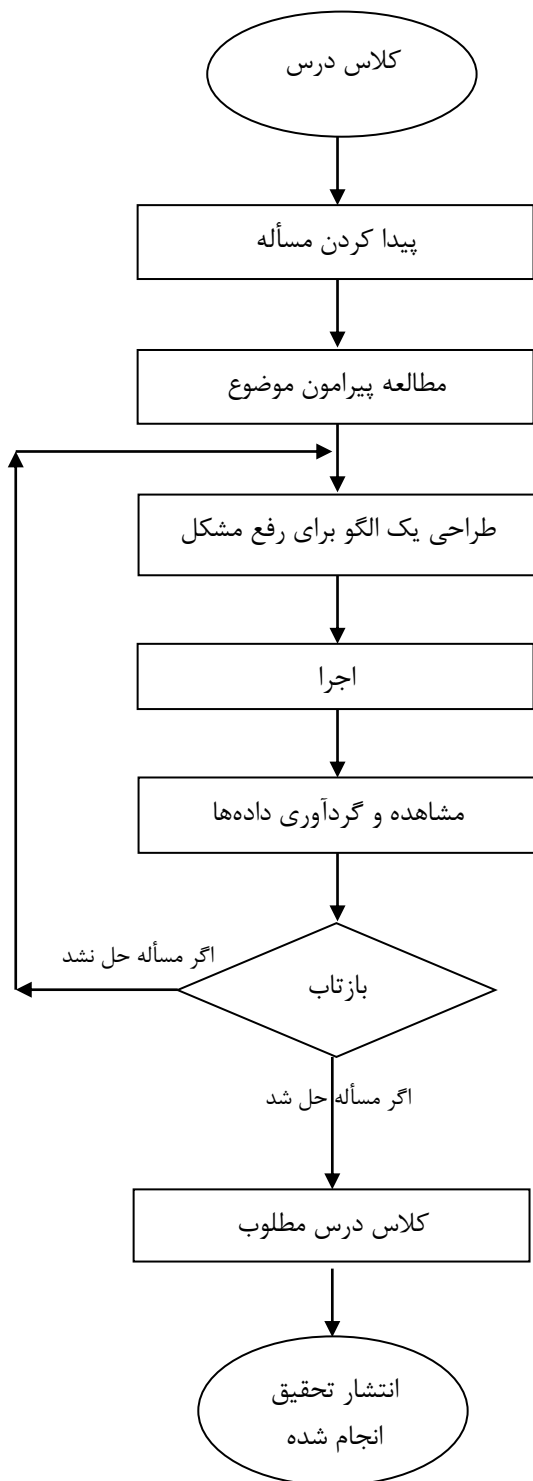 کلاس درس
پیدا کردن مسأله
مطالعه پیرامون موضوع
طراحی یک الگو برای رفع مشکل
اجرا
مشاهده و گردآوری داده‌ها
اگر مسأله حل نشد
بازتاب
اگر مسأله حل شد
کلاس درس مطلوب
انتشار تحقیق
انجام شده